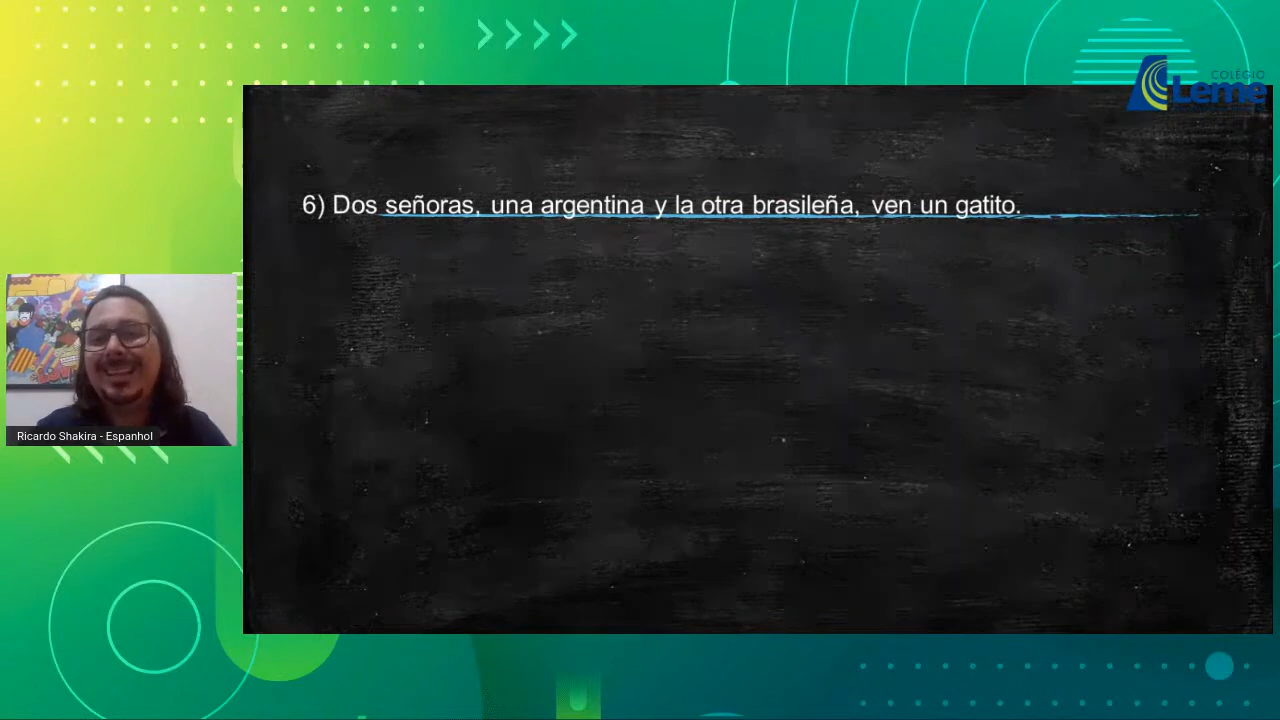 COLÉGIO
Leme
6) Dos señoras, una argentina y la otra brasileña, ven un gatito.
Ricardo Shakira - Espanhol